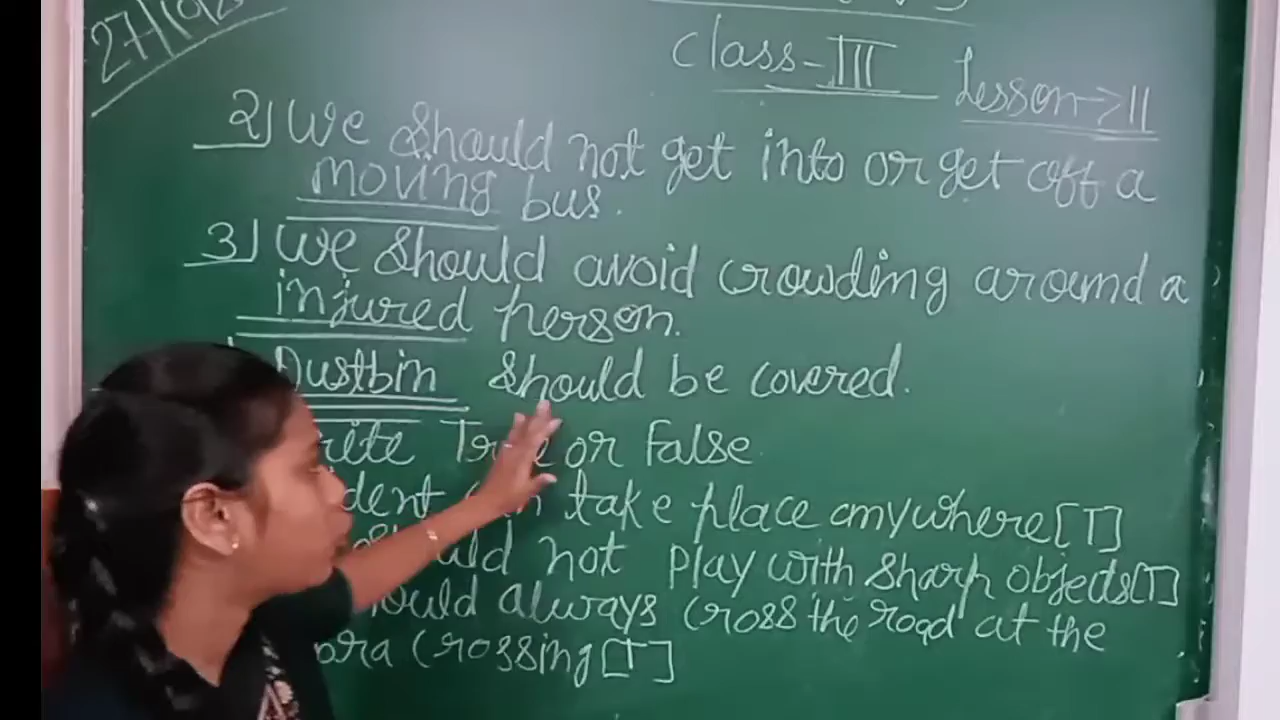 Class-III Lesson->11
2) We should not get into or get off a
moving bus.
3) We should avoid crowding around a
injured person.
Dustbin should be covered.
True or False
take place anywhere [T]
not play with sharp objects [T]
always cross the road at the
crossing [T]